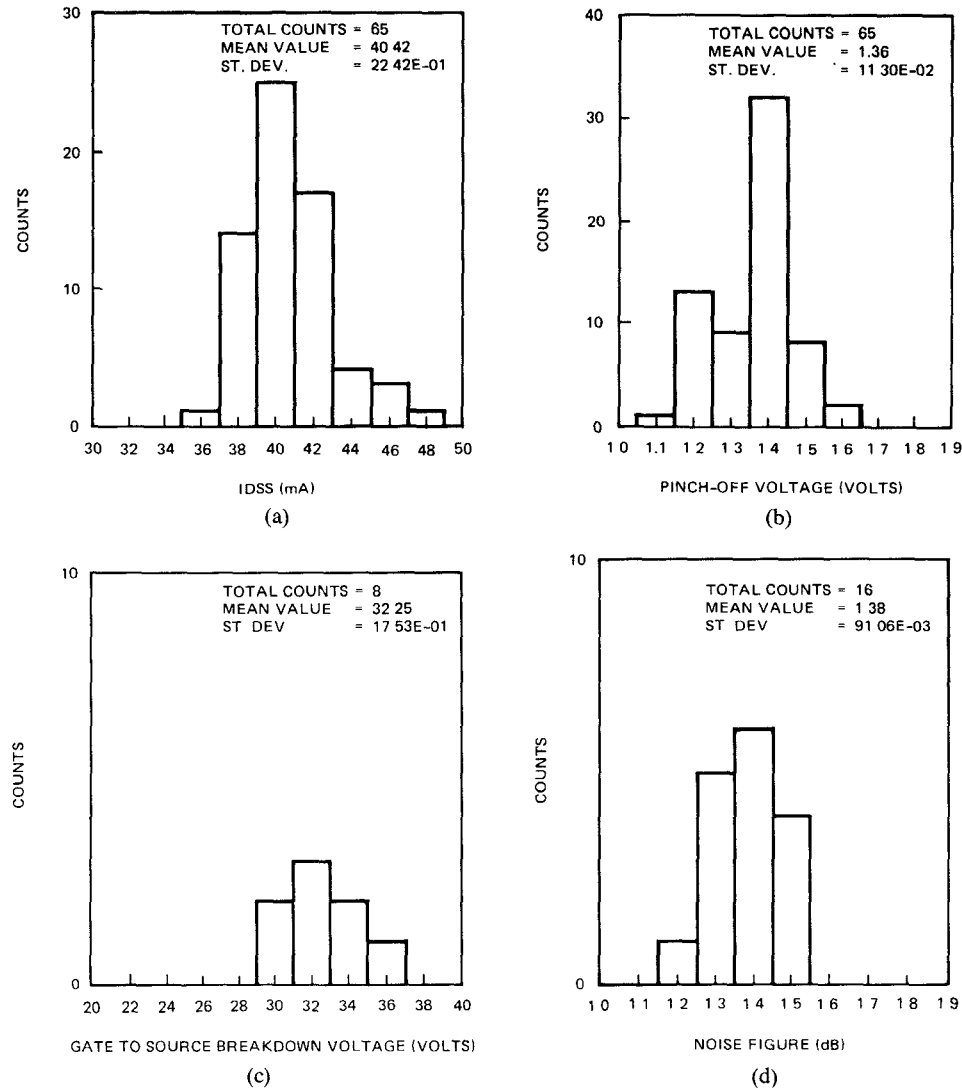 TOTAL COUNTS = 65
MEAN VALUE = 40 42
ST. DEV. = 22 42E-01
30
20
10
0
COUNTS
30 32 34 36 38 40 42 44 46 48 50
IDSS (mA)
(a)
TOTAL COUNTS = 65
MEAN VALUE = 1.36
ST. DEV. = 11 30E-02
40
30
20
10
0
COUNTS
1 0 1.1 1 2 1 3 1 4 1 5 1 6 1 7 1 8 1 9
PINCH-OFF VOLTAGE (VOLTS)
(b)
TOTAL COUNTS = 8
MEAN VALUE = 32 25
ST DEV = 17 53E-01
10
0
COUNTS
20 22 24 26 28 30 32 34 36 38 40
GATE TO SOURCE BREAKDOWN VOLTAGE (VOLTS)
(c)
TOTAL COUNTS = 16
MEAN VALUE = 1 38
ST DEV = 91 06E-03
10
0
COUNTS
1 0 1 1 1 2 1 3 1 4 1 5 1 6 1 7 1 8 1 9
NOISE FIGURE (dB)
(d)